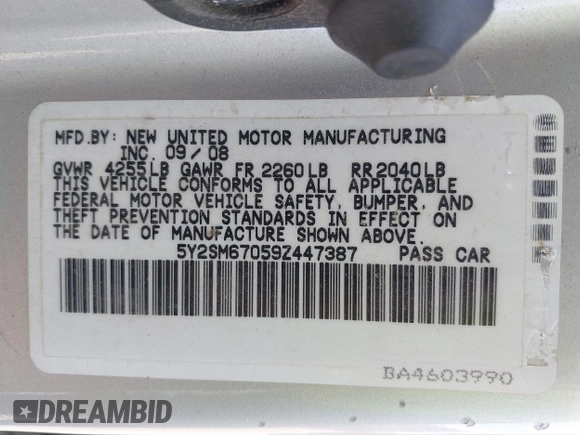 MFD.BY: NEW UNITED MOTOR MANUFACTURING
INC. 09/08
GVWR 4255LB GAWR FR 2260LB RR2040LB
THIS VEHICLE CONFORMS TO ALL APPLICABLE
FEDERAL MOTOR VEHICLE SAFETY, BUMPER, AND
THEFT PREVENTION STANDARDS IN EFFECT ON
THE DATE OF MANUFACTURE SHOWN ABOVE.
5Y2SM67059Z447387 PASS CAR
BA4603990
DREAMBID